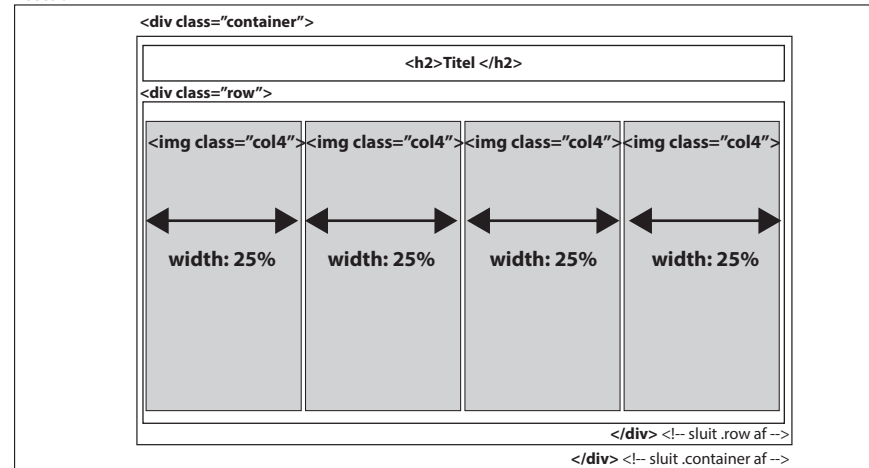 <div class="container">
<h2>Titel </h2>
<div class="row">
<img class="col4"><img class="col4"><img class="col4"><img class="col4">
width: 25% width: 25% width: 25% width: 25%
</div> <!-- sluit .row af -->
</div> <!-- sluit .container af -->